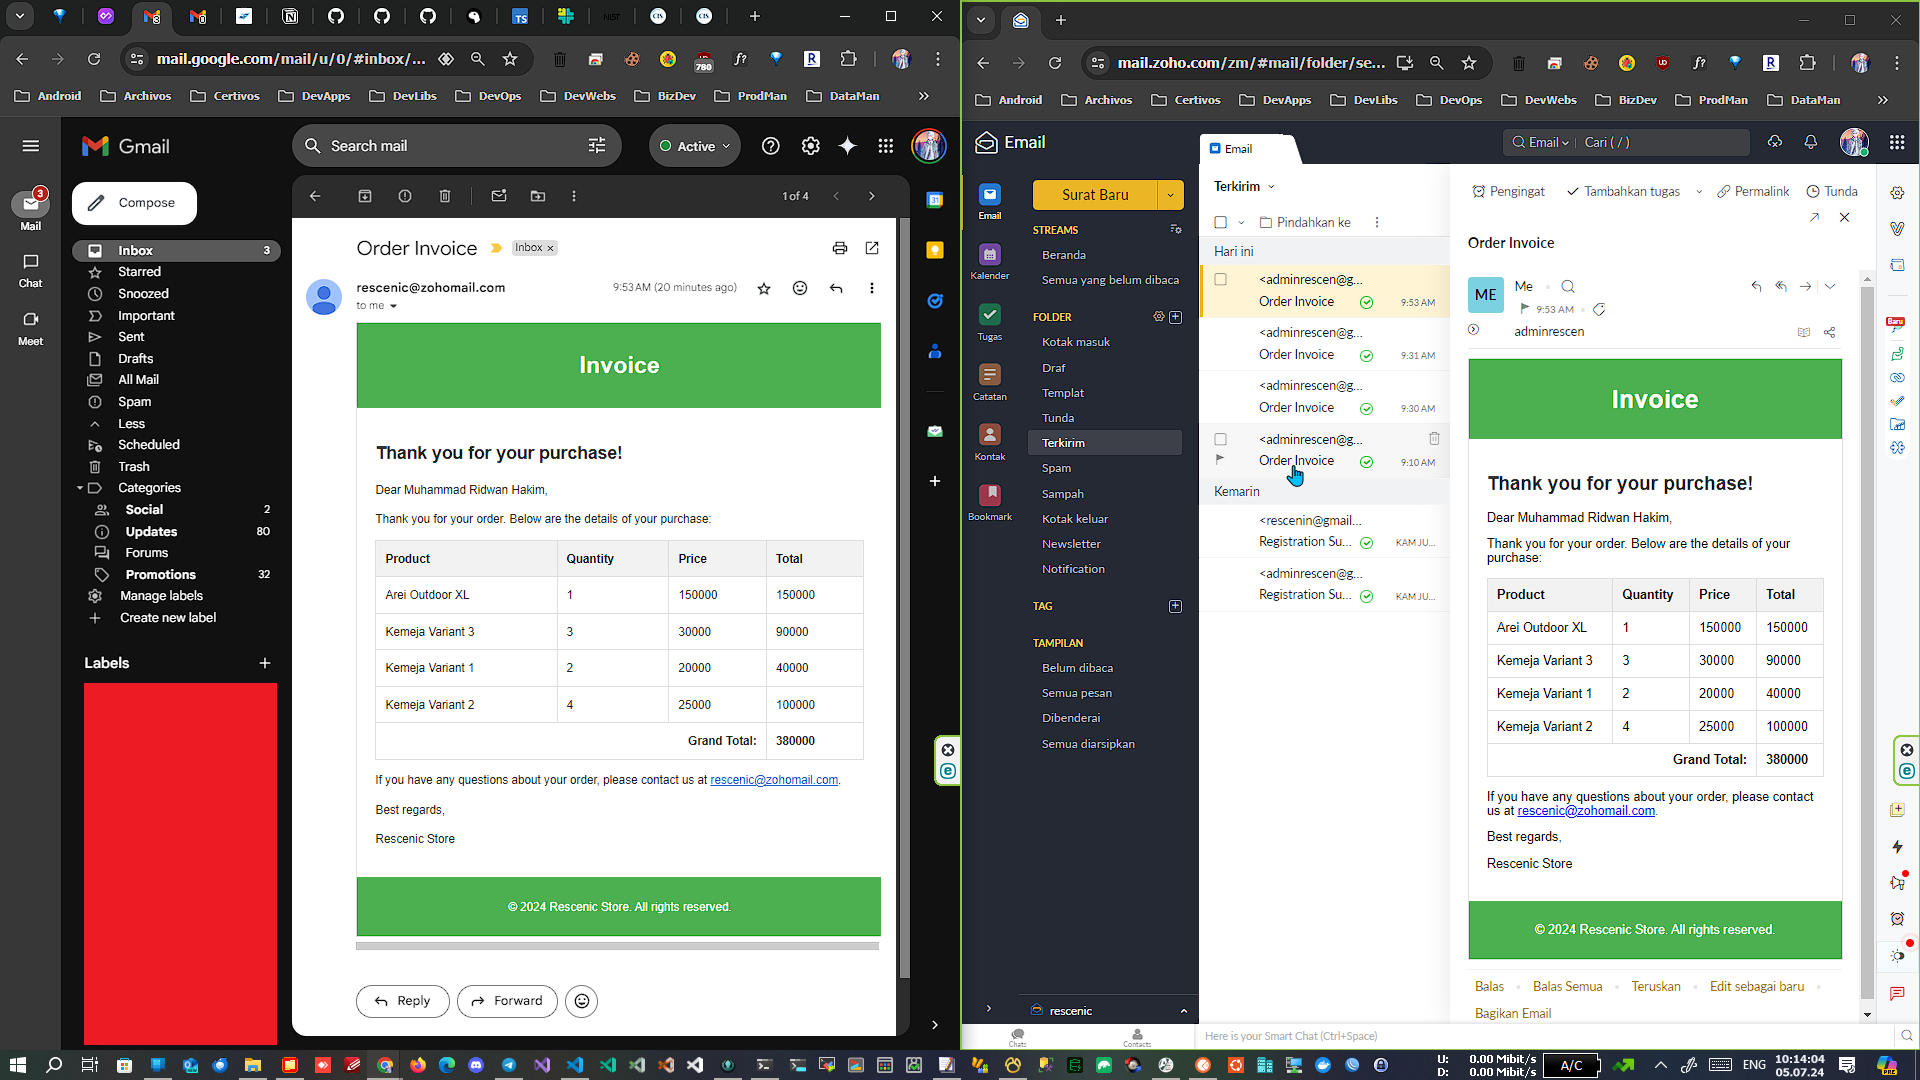 mail.google.com/mail/u/0/#inbox/...
780
Android
Archivos
Certivos
DevApps
DevLibs
DevOps
DevWebs
BizDev
ProdMan
DataMan
Gmail
Search mail
Active
3
Mail
Chat
Meet
Compose
Inbox 3
Starred
Snoozed
Important
Sent
Drafts
All Mail
Spam
Less
Scheduled
Trash
Categories
Social 2
Updates 80
Forums
Promotions 32
Manage labels
Create new label
Labels
1 of 4
Order Invoice
Inbox
rescenic@zohomail.com
9:53 AM (20 minutes ago)
to me
Invoice
Thank you for your purchase!
Dear Muhammad Ridwan Hakim,
Thank you for your order. Below are the details of your purchase:
Product Quantity Price Total
Arei Outdoor XL 1 150000 150000
Kemeja Variant 3 3 30000 90000
Kemeja Variant 1 2 20000 40000
Kemeja Variant 2 4 25000 100000
Grand Total: 380000
If you have any questions about your order, please contact us at rescenic@zohomail.com.
Best regards,
Rescenic Store
© 2024 Rescenic Store. All rights reserved.
Reply
Forward
mail.zoho.com/zm/#mail/folder/se...
Android
Archivos
Certivos
DevApps
DevLibs
DevOps
DevWebs
BizDev
ProdMan
DataMan
Email
Email
Email
Cari ( / )
Email
Kalender
Tugas
Catatan
Kontak
Bookmark
Surat Baru
STREAMS
Beranda
Semua yang belum dibaca
FOLDER
Kotak masuk
Draf
Templat
Tunda
Terkirim
Spam
Sampah
Kotak keluar
Newsletter
Notification
TAG
TAMPILAN
Belum dibaca
Semua pesan
Dibenderai
Semua diarsipkan
rescenic
Terkirim
Pindahkan ke
Hari ini
<adminrescen@g...
Order Invoice 9:53 AM
<adminrescen@g...
Order Invoice 9:31 AM
<adminrescen@g...
Order Invoice 9:30 AM
<adminrescen@g...
Order Invoice 9:10 AM
Kemarin
<rescenin@gmail...
Registration Su... KAM JU...
<adminrescen@g...
Registration Su... KAM JU...
Pengingat
Tambahkan tugas
Permalink
Tunda
Order Invoice
ME
Me
9:53 AM
adminrescen
Invoice
Thank you for your purchase!
Dear Muhammad Ridwan Hakim,
Thank you for your order. Below are the details of your
purchase:
Product Quantity Price Total
Arei Outdoor XL 1 150000 150000
Kemeja Variant 3 3 30000 90000
Kemeja Variant 1 2 20000 40000
Kemeja Variant 2 4 25000 100000
Grand Total: 380000
If you have any questions about your order, please contact
us at rescenic@zohomail.com.
Best regards,
Rescenic Store
© 2024 Rescenic Store. All rights reserved.
Balas
Balas Semua
Teruskan
Edit sebagai baru
Bagikan Email
Baru
Chats
Contacts
Here is your Smart Chat (Ctrl+Space)
U: 0.00 Mibit/s
D: 0.00 Mibit/s
A/C
ENG
10:14:04
05.07.24